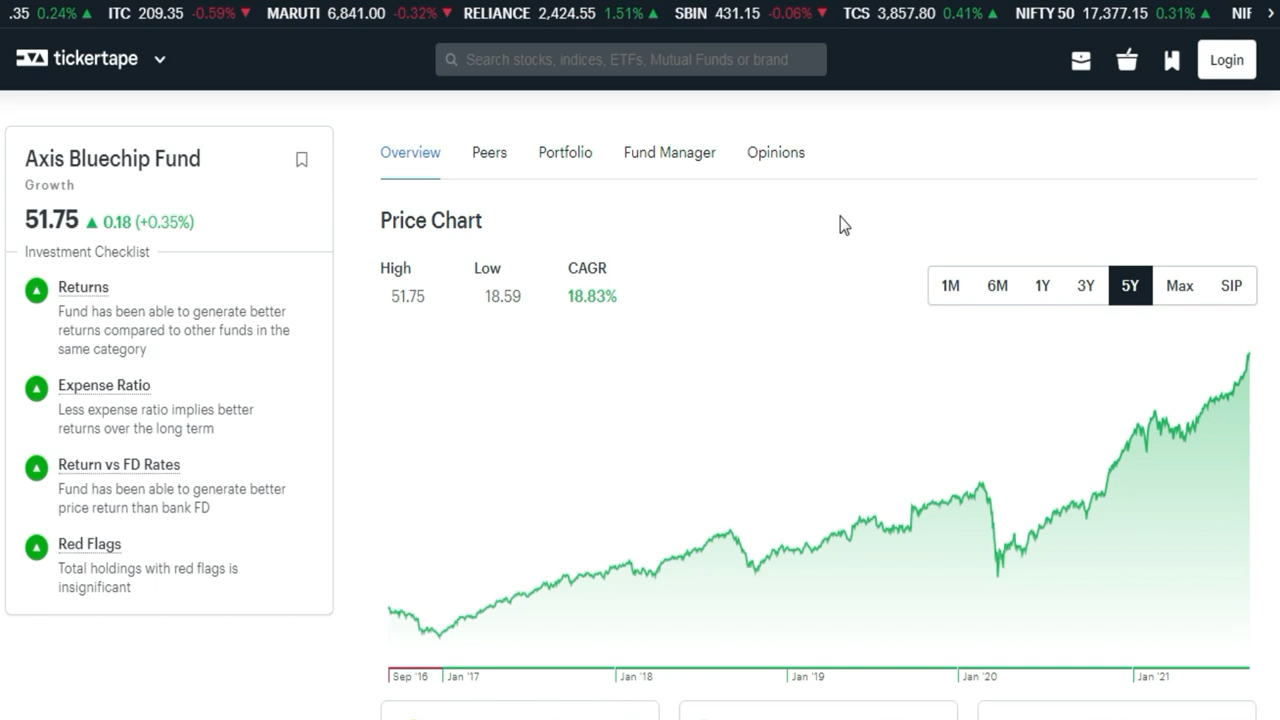 .35 0.24% ▲ ITC 209.35 -0.59% ▼ MARUTI 6,841.00 -0.32% ▼ RELIANCE 2,424.55 1.51% ▲ SBIN 431.15 -0.06% ▼ TCS 3,857.80 0.41% ▲ NIFTY 50 17,377.15 0.31% ▲ NIF
tickertape
Search stocks, indices, ETFs, Mutual Funds or brand
Login
Axis Bluechip Fund
Growth
51.75 ▲ 0.18 (+0.35%)
Investment Checklist
Returns
Fund has been able to generate better
returns compared to other funds in the
same category
Expense Ratio
Less expense ratio implies better
returns over the long term
Return vs FD Rates
Fund has been able to generate better
price return than bank FD
Red Flags
Total holdings with red flags is
insignificant
Overview Peers Portfolio Fund Manager Opinions
Price Chart
High Low CAGR
51.75 18.59 18.83%
1M 6M 1Y 3Y 5Y Max SIP
Sep '16 Jan '17 Jan '18 Jan '19 Jan '20 Jan '21